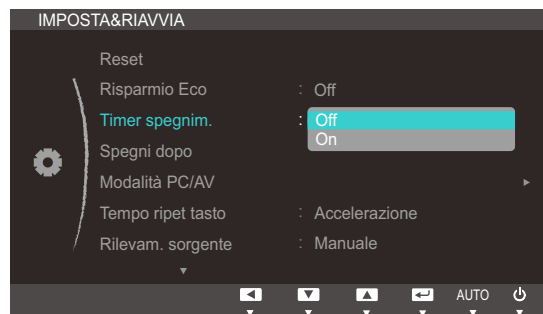 IMPOSTA&RIAVVIA
Reset
Risparmio Eco : Off
Timer spegnim. : Off
On
Spegni dopo
Modalità PC/AV
Tempo ripet tasto : Accelerazione
Rilevam. sorgente : Manuale
AUTO